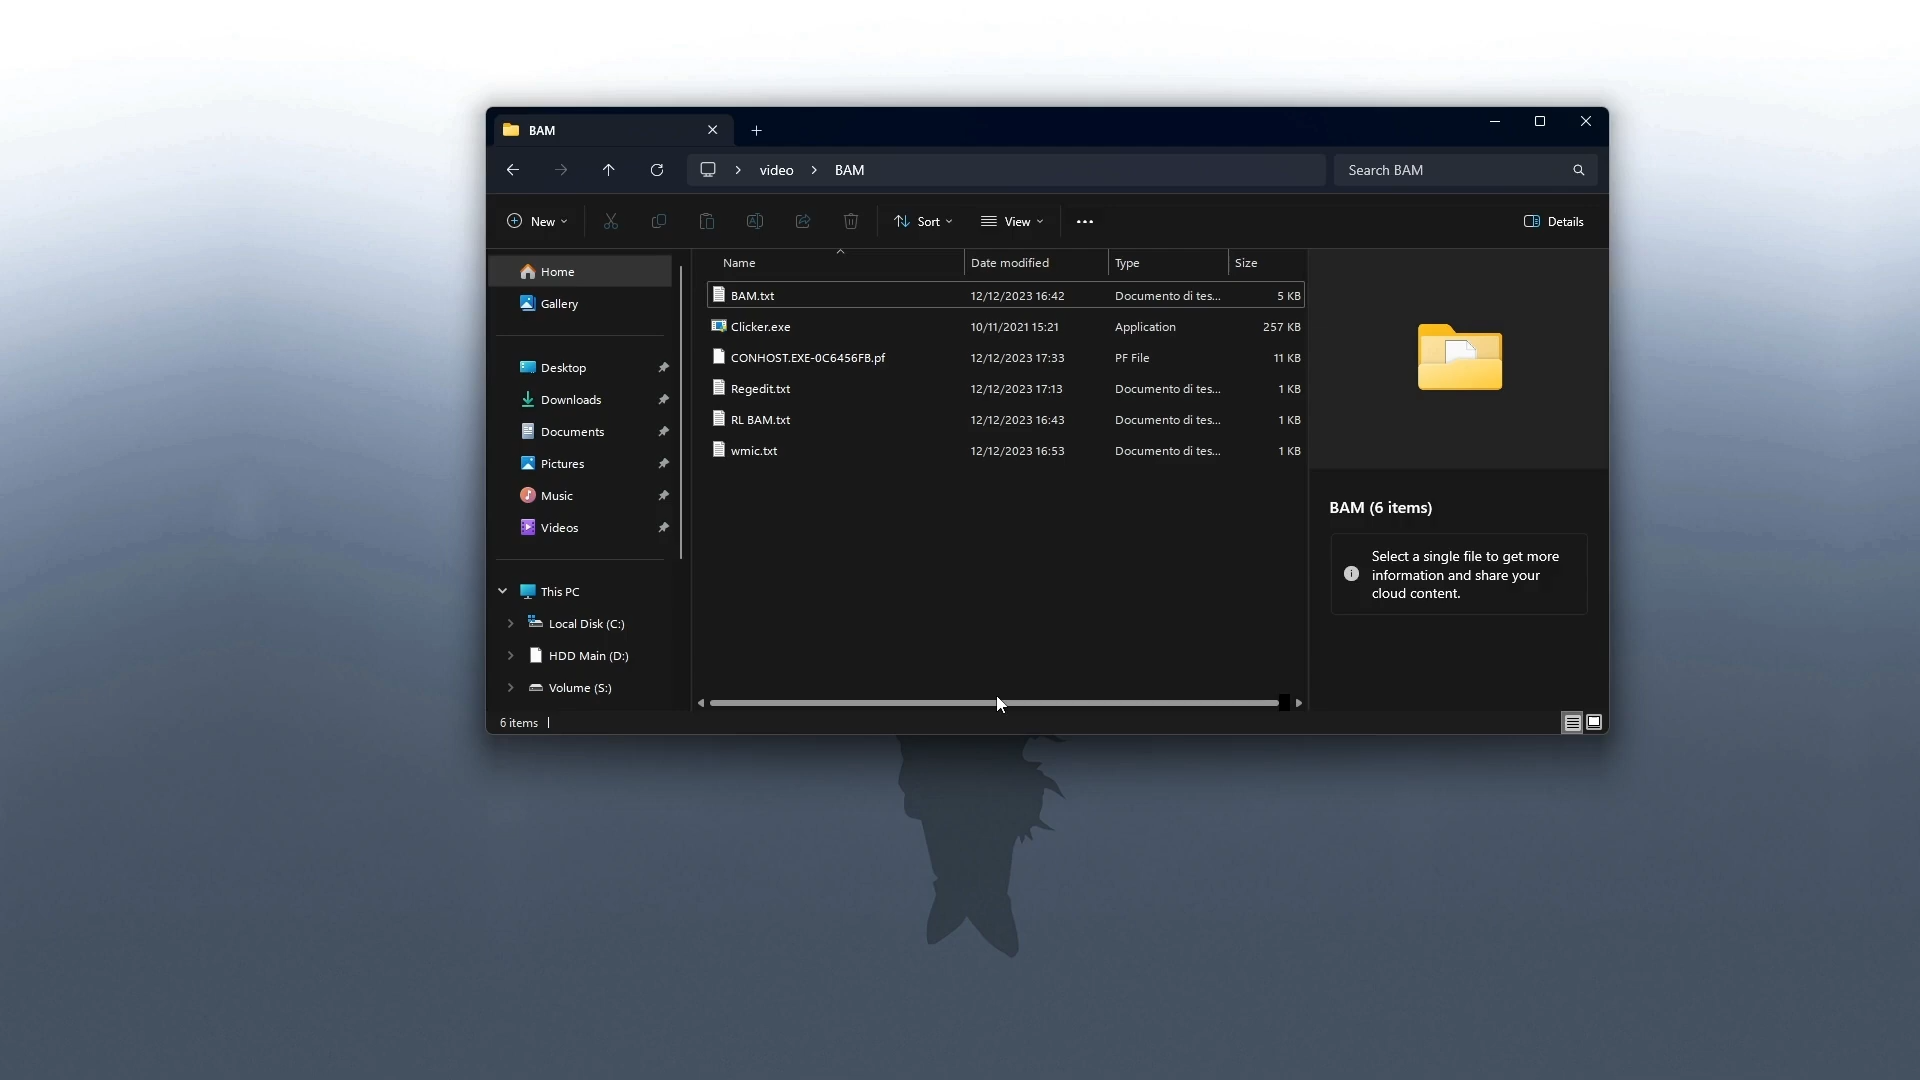 BAM
video > BAM
Search BAM
New
Sort
View
Details
Home
Gallery
Desktop
Downloads
Documents
Pictures
Music
Videos
This PC
Local Disk (C:)
HDD Main (D:)
Volume (S:)
Name Date modified Type Size
BAM.txt 12/12/2023 16:42 Documento di tes... 5 KB
Clicker.exe 10/11/2021 15:21 Application 257 KB
CONHOST.EXE-0C6456FB.pf 12/12/2023 17:33 PF File 11 KB
Regedit.txt 12/12/2023 17:13 Documento di tes... 1 KB
RL BAM.txt 12/12/2023 16:43 Documento di tes... 1 KB
wmic.txt 12/12/2023 16:53 Documento di tes... 1 KB
BAM (6 items)
Select a single file to get more
information and share your
cloud content.
6 items